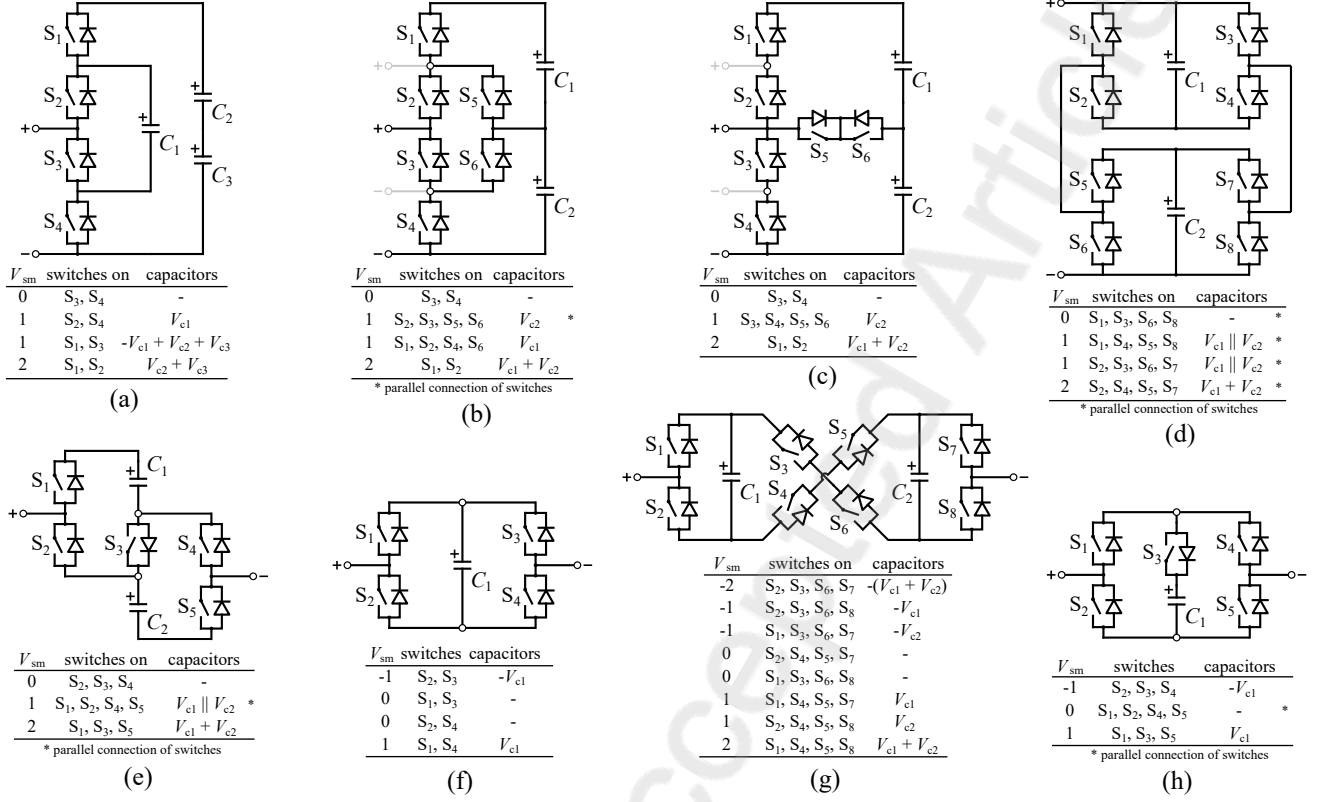 S1
S2
S3
S4
C1
C2
C3
+
−
Vsm switches on capacitors
0 S3, S4 -
1 S2, S4 Vc1
1 S1, S3 -Vc1 + Vc2 + Vc3
2 S1, S2 Vc2 + Vc3
(a)
S1
S2
S3
S4
S5
S6
C1
C2
+
+
−
−
Vsm switches on capacitors
0 S3, S4 -
1 S2, S3, S5, S6 Vc2 *
1 S1, S2, S4, S6 Vc1
2 S1, S2 Vc1 + Vc2
* parallel connection of switches
(b)
S1
S2
S3
S4
S5 S6
C1
C2
+
+
−
−
Vsm switches on capacitors
0 S3, S4 -
1 S3, S4, S5, S6 Vc2
2 S1, S2 Vc1 + Vc2
(c)
S1
S2
S3
S4
S5
S6
S7
S8
C1
C2
+
−
Vsm switches on capacitors
0 S1, S3, S6, S8 - *
1 S1, S4, S5, S8 Vc1 || Vc2 *
1 S2, S3, S6, S7 Vc1 || Vc2 *
2 S2, S4, S5, S7 Vc1 + Vc2 *
* parallel connection of switches
(d)
S1
S2
S3
S4
S5
C1
C2
+
−
Vsm switches on capacitors
0 S2, S3, S4 -
1 S1, S2, S4, S5 Vc1 || Vc2 *
2 S1, S3, S5 Vc1 + Vc2
* parallel connection of switches
(e)
S1
S2
S3
S4
C1
+
−
Vsm switches capacitors
-1 S2, S3 -Vc1
0 S1, S3 -
0 S2, S4 -
1 S1, S4 Vc1
(f)
S1
S2
S3
S4
S5
S6
S7
S8
C1
C2
+
−
Vsm switches on capacitors
-2 S2, S3, S6, S7 -(Vc1 + Vc2)
-1 S2, S3, S6, S8 -Vc1
-1 S1, S3, S6, S7 -Vc2
0 S2, S4, S5, S7 -
0 S1, S3, S6, S8 -
1 S1, S4, S5, S7 Vc1
1 S2, S4, S5, S8 Vc2
2 S1, S4, S5, S8 Vc1 + Vc2
(g)
S1
S2
S3
S4
S5
C1
+
−
Vsm switches capacitors
-1 S2, S3, S4 -Vc1
0 S1, S2, S4, S5 - *
1 S1, S3, S5 Vc1
* parallel connection of switches
(h)
Accepted Article